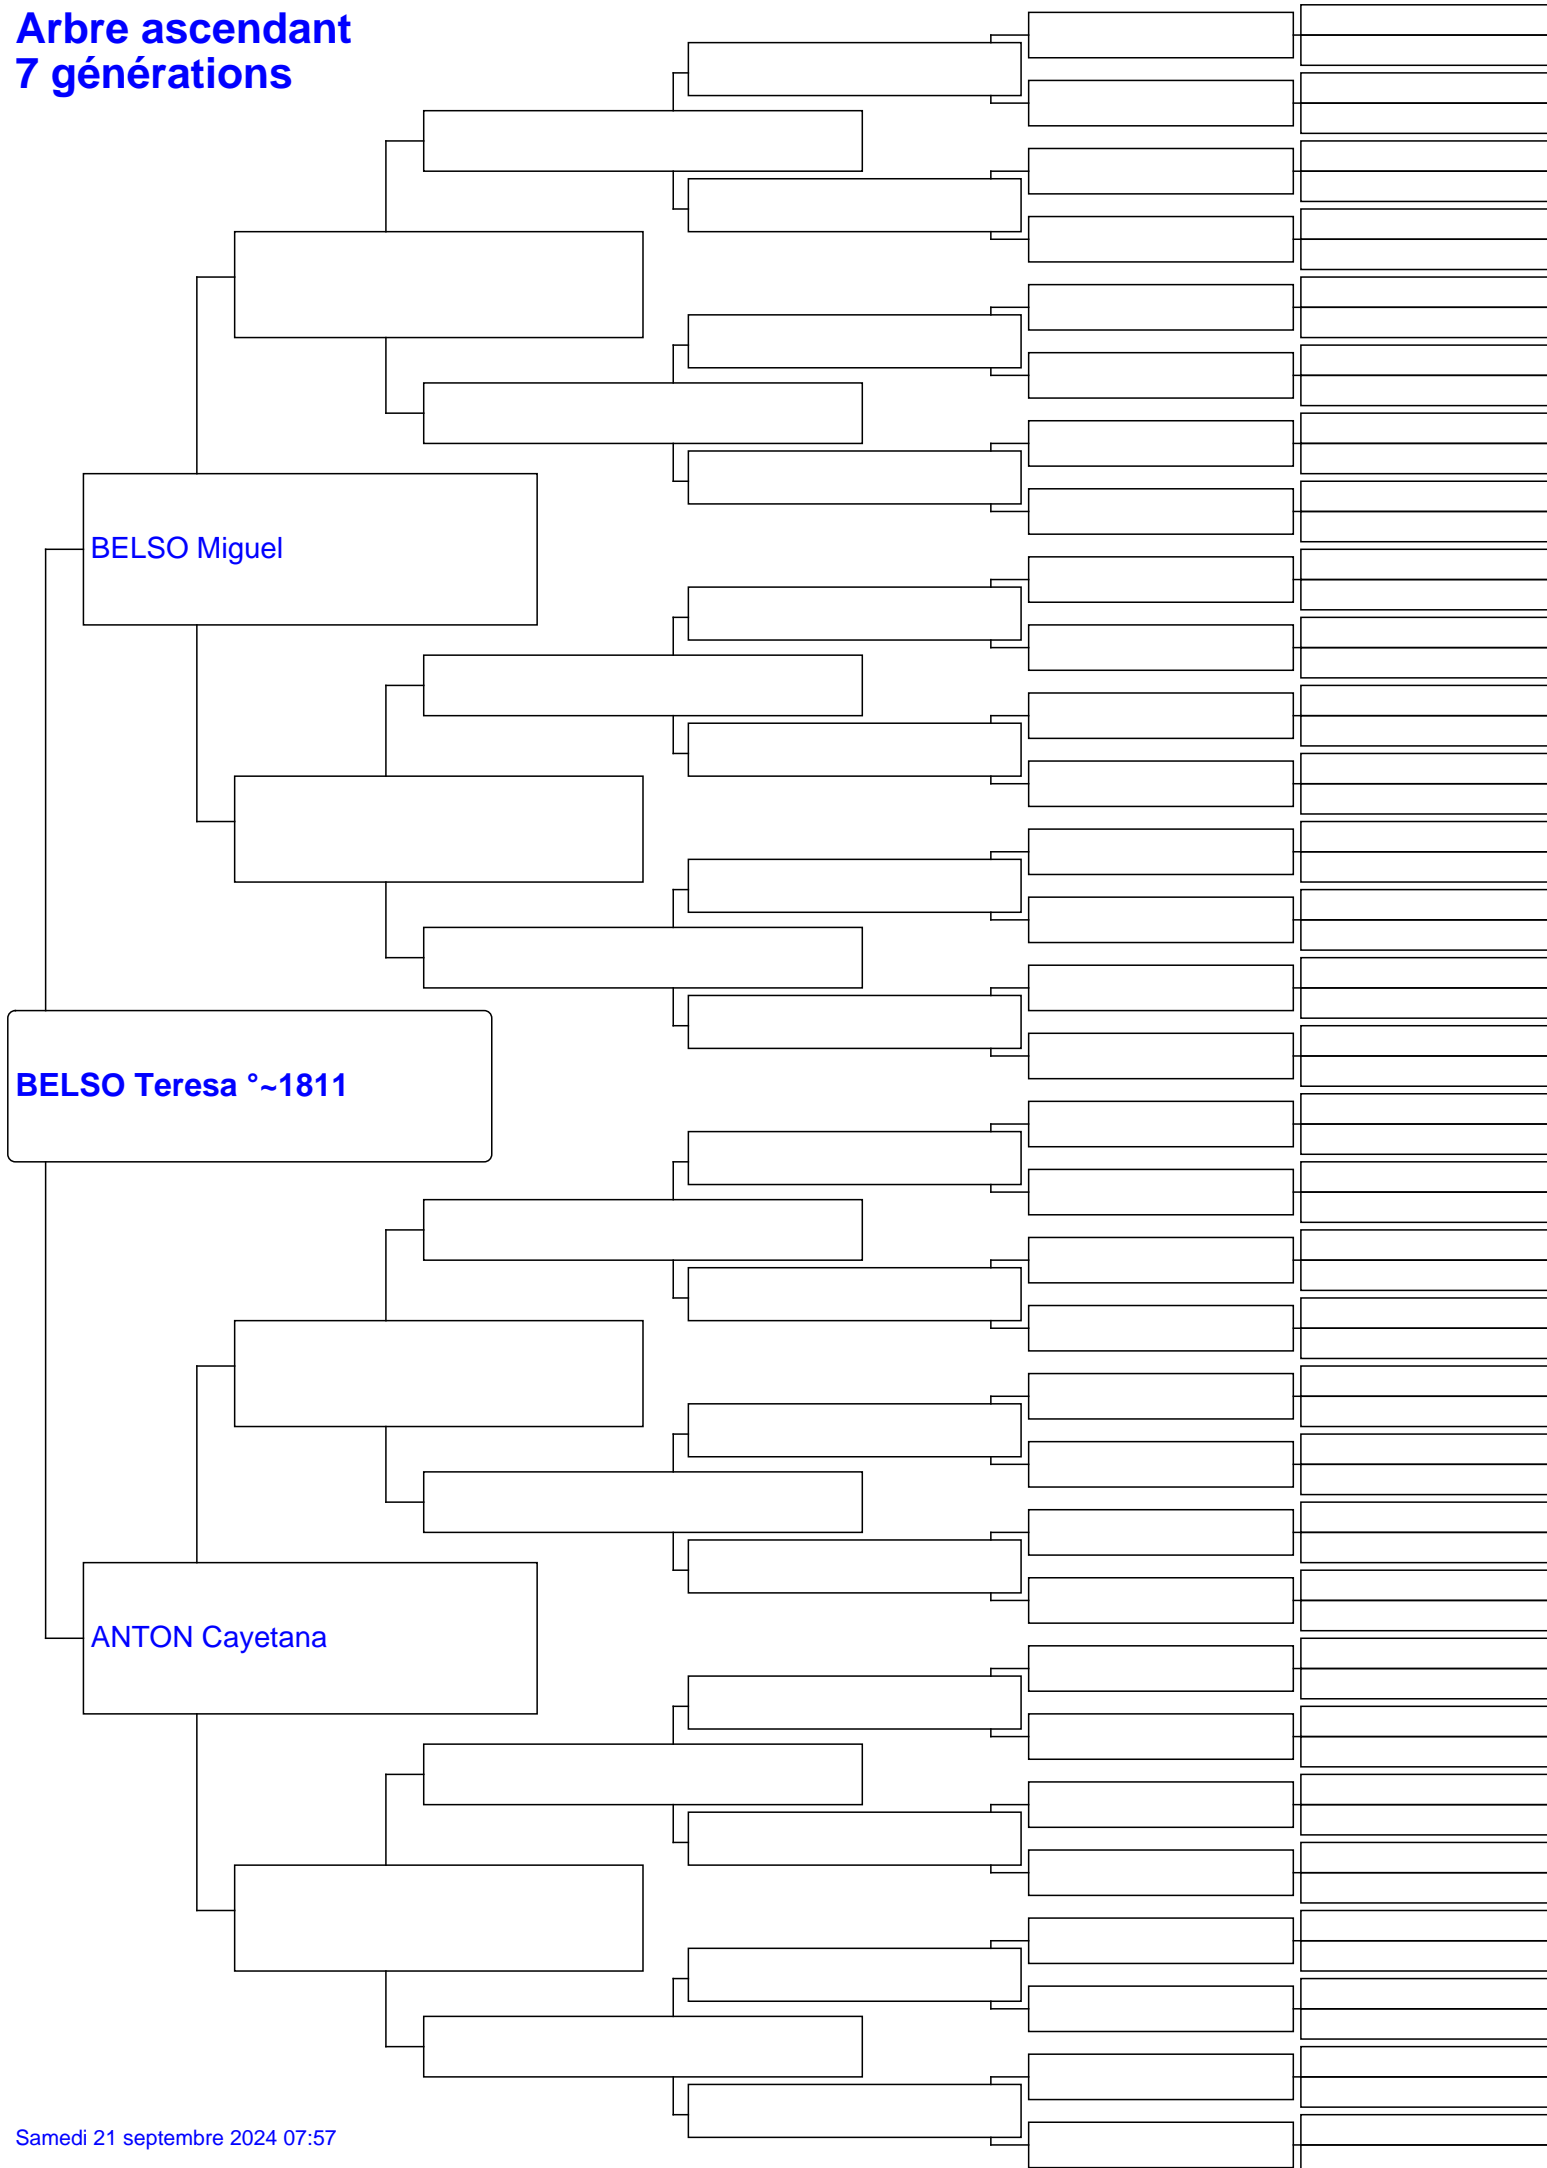 Arbre ascendant
7 générations
BELSO Miguel
BELSO Teresa °~1811
ANTON Cayetana
Samedi 21 septembre 2024 07:57